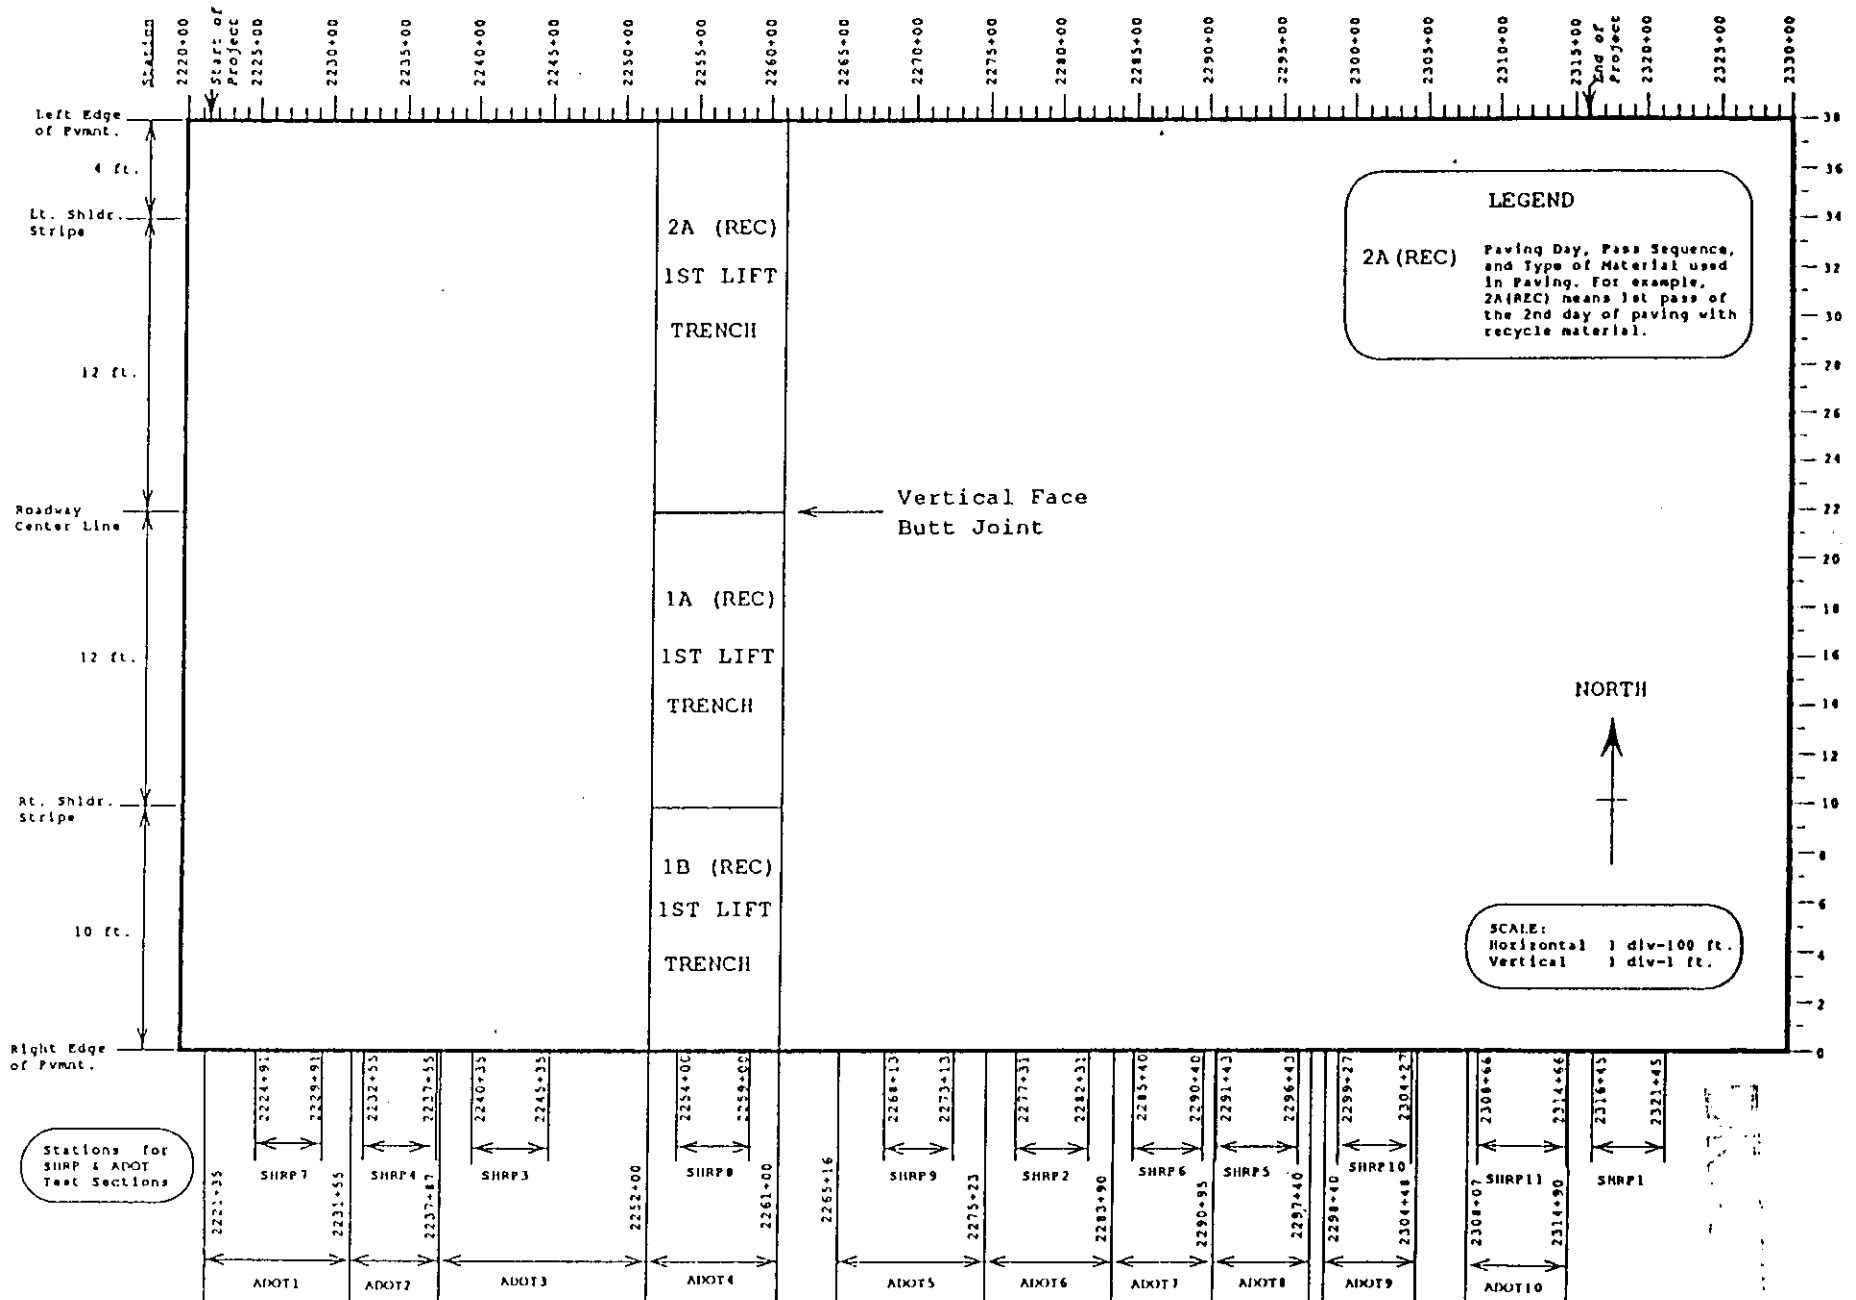 Station
2220+00
Start of
Project
2225+00
2230+00
2235+00
2240+00
2245+00
2250+00
2255+00
2260+00
2265+00
2270+00
2275+00
2280+00
2285+00
2290+00
2295+00
2300+00
2305+00
2310+00
2315+00
End of
Project
2320+00
2325+00
2330+00
Left Edge
of Pvmnt.
4 ft.
Lt. Shldr.
Stripe
12 ft.
Roadway
Center Line
12 ft.
Rt. Shldr.
Stripe
10 ft.
Right Edge
of Pvmnt.
2A (REC)
1ST LIFT
TRENCH
1A (REC)
1ST LIFT
TRENCH
1B (REC)
1ST LIFT
TRENCH
Vertical Face
Butt Joint
LEGEND
2A (REC)
Paving Day, Pass Sequence,
and Type of Material used
in Paving. For example,
2A(REC) means 1st pass of
the 2nd day of paving with
recycle material.
NORTH
SCALE:
Horizontal 1 div-100 ft.
Vertical 1 div-1 ft.
38
36
34
32
30
28
26
24
22
20
18
16
14
12
10
8
6
4
2
0
Stations for
SHRP & ADOT
Test Sections
2224+91
2229+91
SHRP7
2232+55
2237+55
SHRP4
2240+35
2245+35
SHRP3
2254+00
2259+00
SHRP8
2268+13
2273+13
SHRP9
2277+31
2282+31
SHRP2
2285+40
2290+40
SHRP6
2291+43
2296+43
SHRP5
2299+27
2304+27
SHRP10
2308+66
2314+66
SHRP11
2316+45
2321+45
SHRP1
2221+35
2231+55
2237+87
2252+00
2261+00
2265+16
2275+23
2283+90
2290+95
2297+40
2298+40
2304+48
2308+07
2314+90
ADOT1
ADOT2
ADOT3
ADOT4
ADOT5
ADOT6
ADOT7
ADOT8
ADOT9
ADOT10